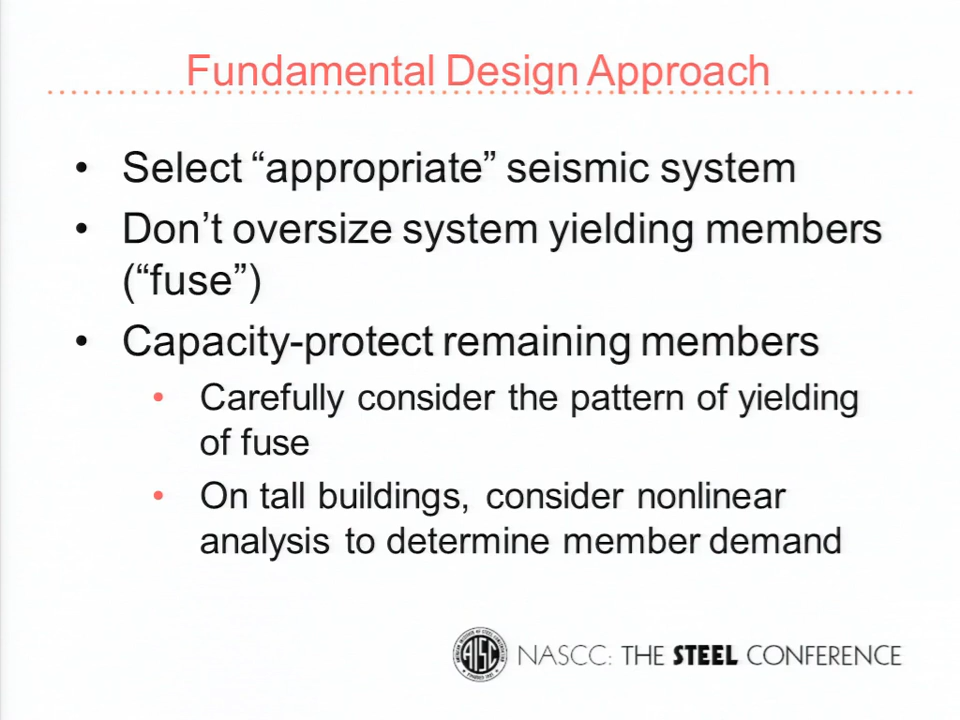 Fundamental Design Approach
• Select “appropriate” seismic system
• Don’t oversize system yielding members
(“fuse”)
• Capacity-protect remaining members
• Carefully consider the pattern of yielding
of fuse
• On tall buildings, consider nonlinear
analysis to determine member demand
AISC
NASCC: THE STEEL CONFERENCE